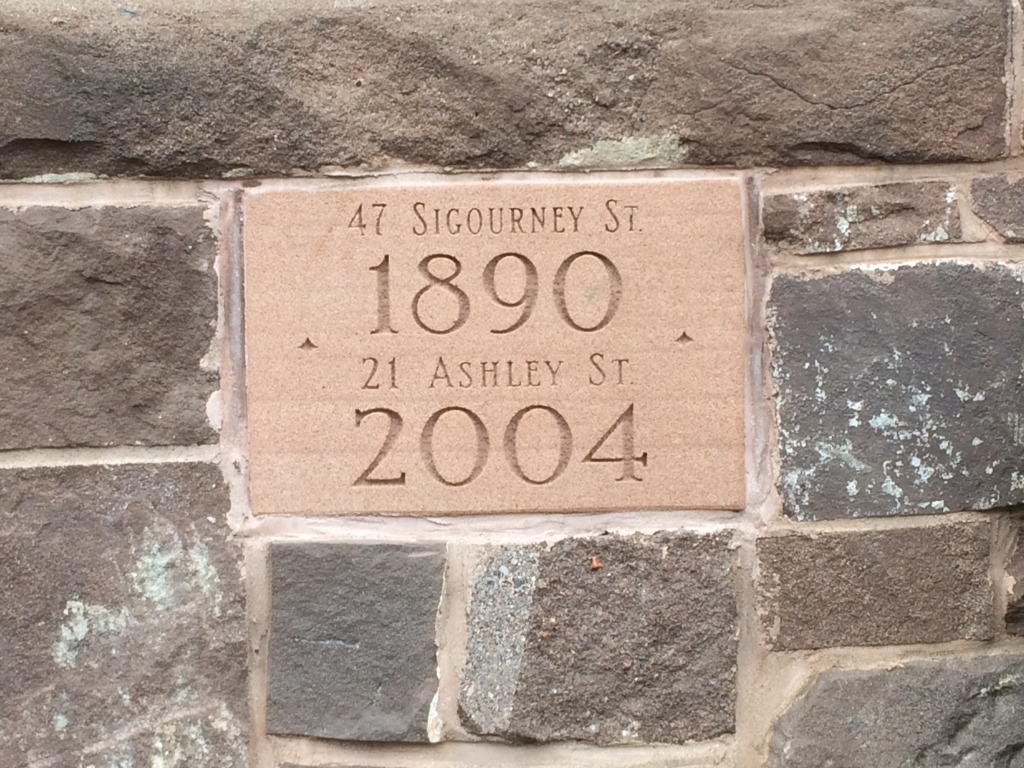 47 SIGOURNEY ST.
1890
21 ASHLEY ST.
2004